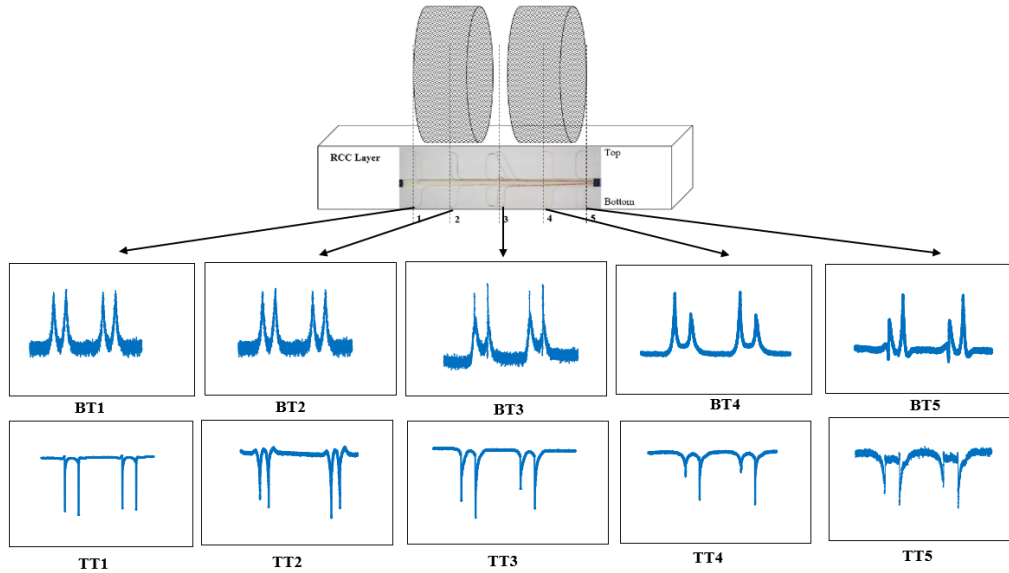 RCC Layer
Top
Bottom
1 2 3 4 5
BT1 BT2 BT3 BT4 BT5
TT1 TT2 TT3 TT4 TT5